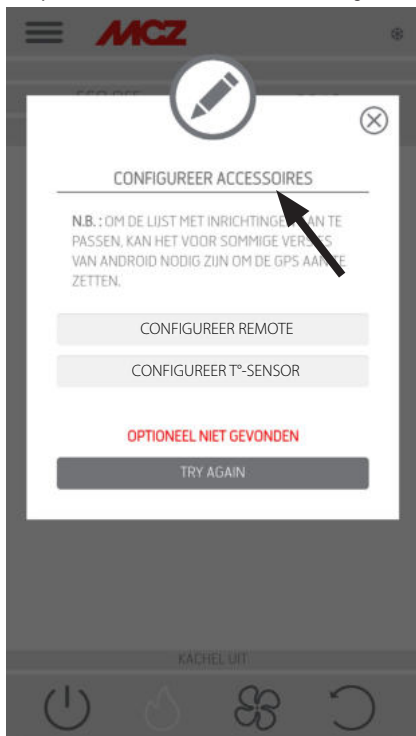 MCZ
CONFIGUREER ACCESSOIRES
N.B. : OM DE LIJST MET INRICHTINGEN AAN TE
PASSEN, KAN HET VOOR SOMMIGE VERSIES
VAN ANDROID NODIG ZIJN OM DE GPS AAN TE
ZETTEN.
CONFIGUREER REMOTE
CONFIGUREER T°-SENSOR
OPTIONEEL NIET GEVONDEN
TRY AGAIN
KACHEL UIT